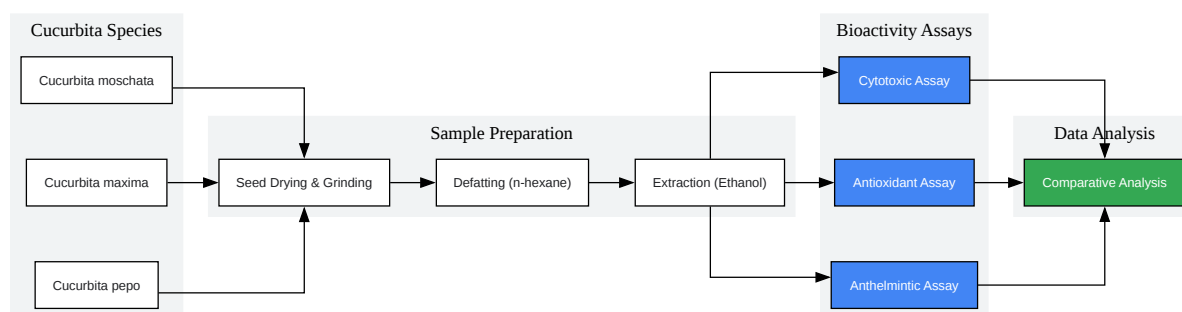 Cucurbita Species
Cucurbita moschata
Cucurbita maxima
Cucurbita pepo
Sample Preparation
Seed Drying & Grinding
Defatting (n-hexane)
Extraction (Ethanol)
Bioactivity Assays
Cytotoxic Assay
Antioxidant Assay
Anthelmintic Assay
Data Analysis
Comparative Analysis